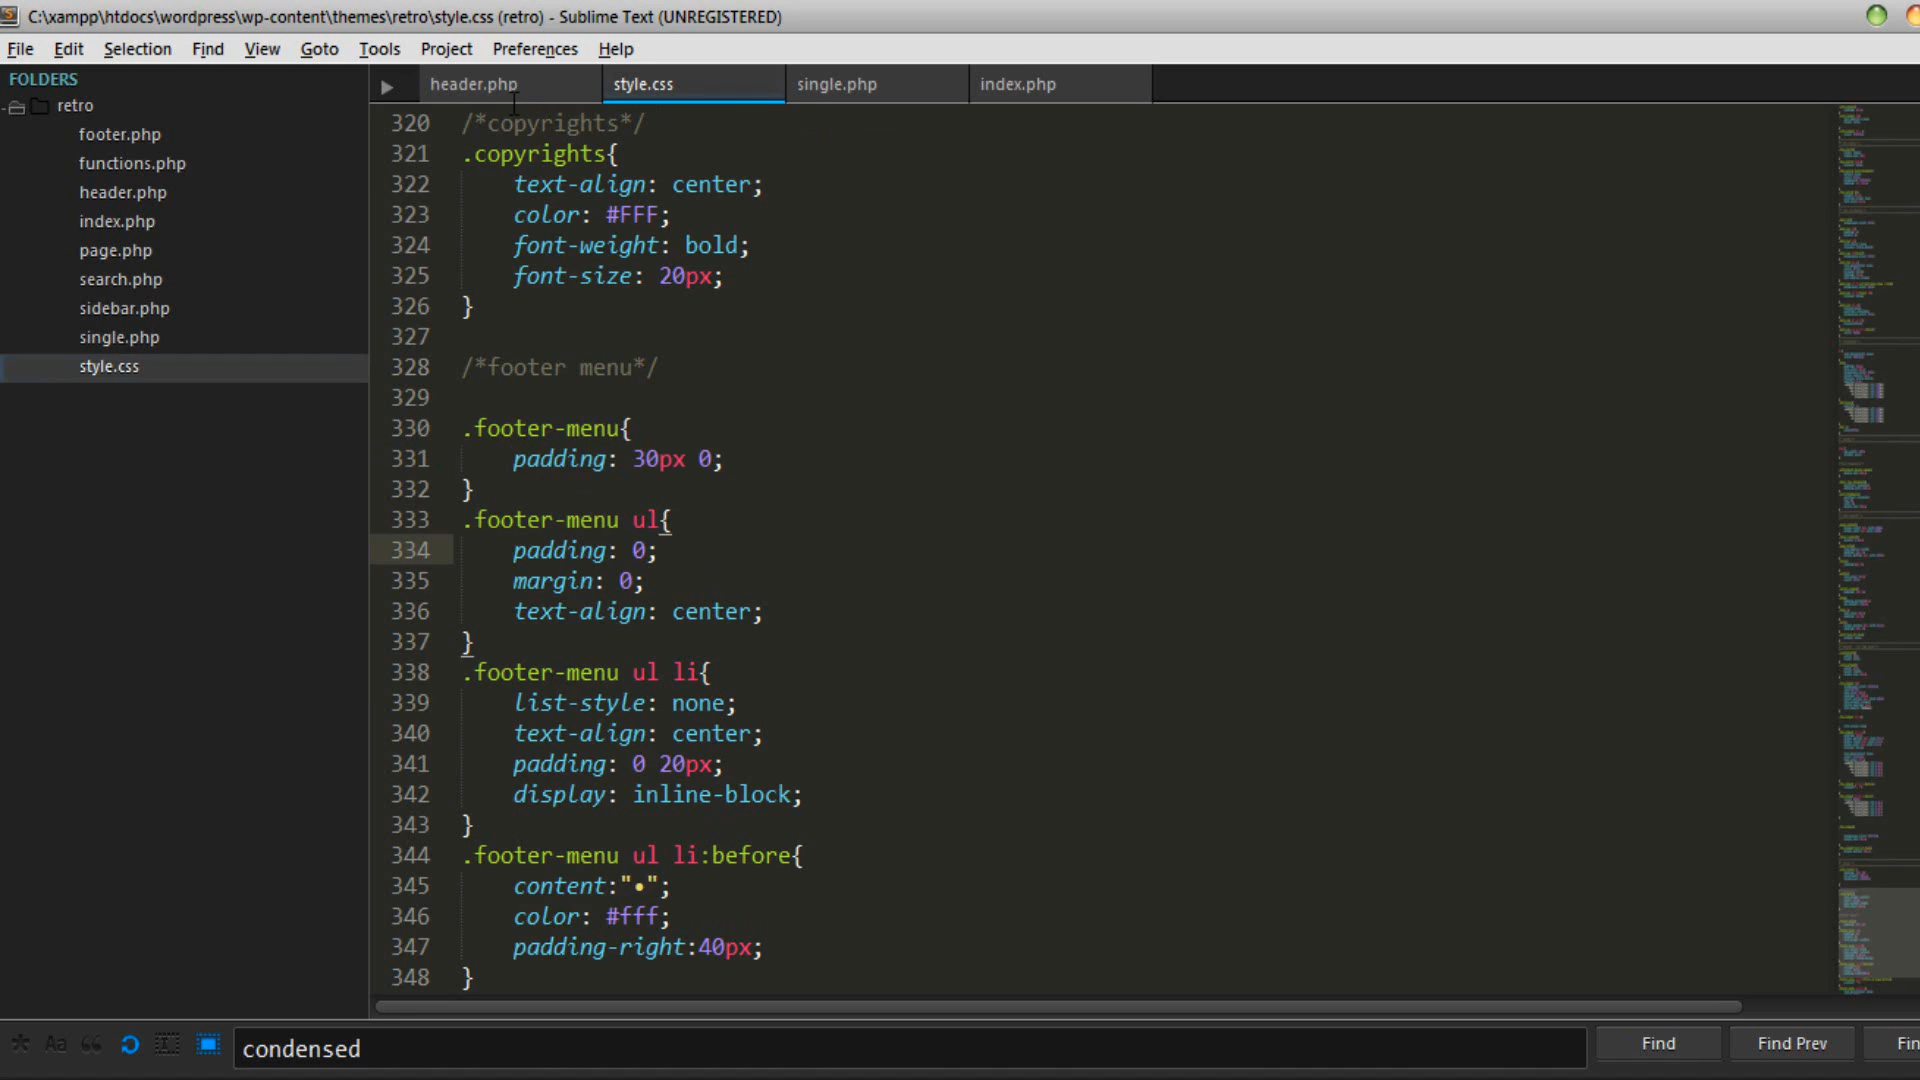 C:\xampp\htdocs\wordpress\wp-content\themes\retro\style.css (retro) - Sublime Text (UNREGISTERED)
File Edit Selection Find View Goto Tools Project Preferences Help
FOLDERS
retro
footer.php
functions.php
header.php
index.php
page.php
search.php
sidebar.php
single.php
style.css
header.php style.css single.php index.php
320 /*copyrights*/
321 .copyrights{
322 text-align: center;
323 color: #FFF;
324 font-weight: bold;
325 font-size: 20px;
326 }
327
328 /*footer menu*/
329
330 .footer-menu{
331 padding: 30px 0;
332 }
333 .footer-menu ul{
334 padding: 0;
335 margin: 0;
336 text-align: center;
337 }
338 .footer-menu ul li{
339 list-style: none;
340 text-align: center;
341 padding: 0 20px;
342 display: inline-block;
343 }
344 .footer-menu ul li:before{
345 content:"•";
346 color: #fff;
347 padding-right:40px;
348 }
Aa condensed Find Find Prev Fin